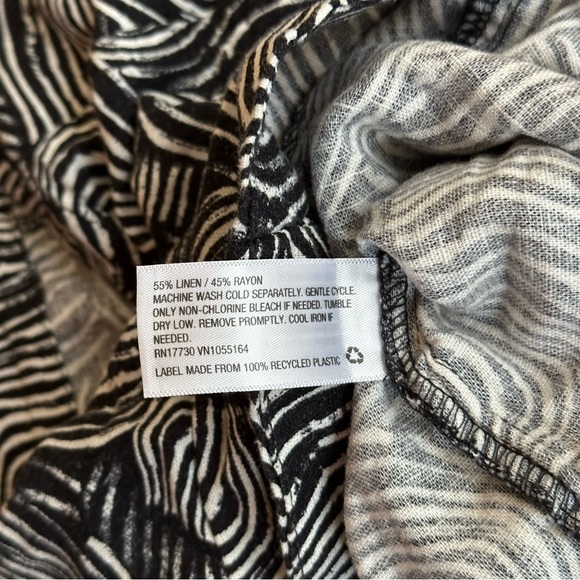 55% LINEN / 45% RAYON
MACHINE WASH COLD SEPARATELY. GENTLE CYCLE.
ONLY NON-CHLORINE BLEACH IF NEEDED. TUMBLE
DRY LOW. REMOVE PROMPTLY. COOL IRON IF
NEEDED.
RN17730 VN1055164
LABEL MADE FROM 100% RECYCLED PLASTIC